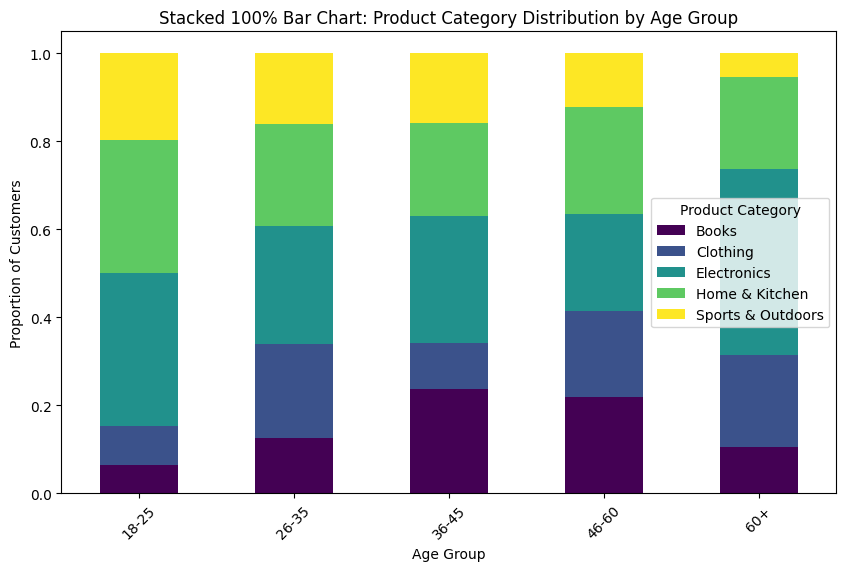 Stacked 100% Bar Chart: Product Category Distribution by Age Group
Proportion of Customers
1.0
0.8
0.6
0.4
0.2
0.0
Product Category
Books
Clothing
Electronics
Home & Kitchen
Sports & Outdoors
18-25
26-35
36-45
46-60
60+
Age Group